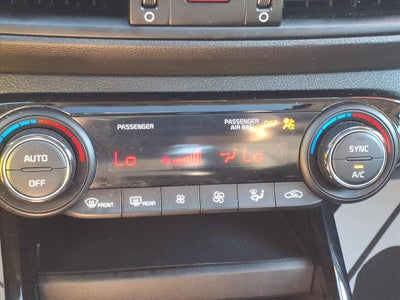 PASSENGER
PASSENGER
AIR BAG OFF
Lo Lo
AUTO
OFF
SYNC
A/C
FRONT
REAR